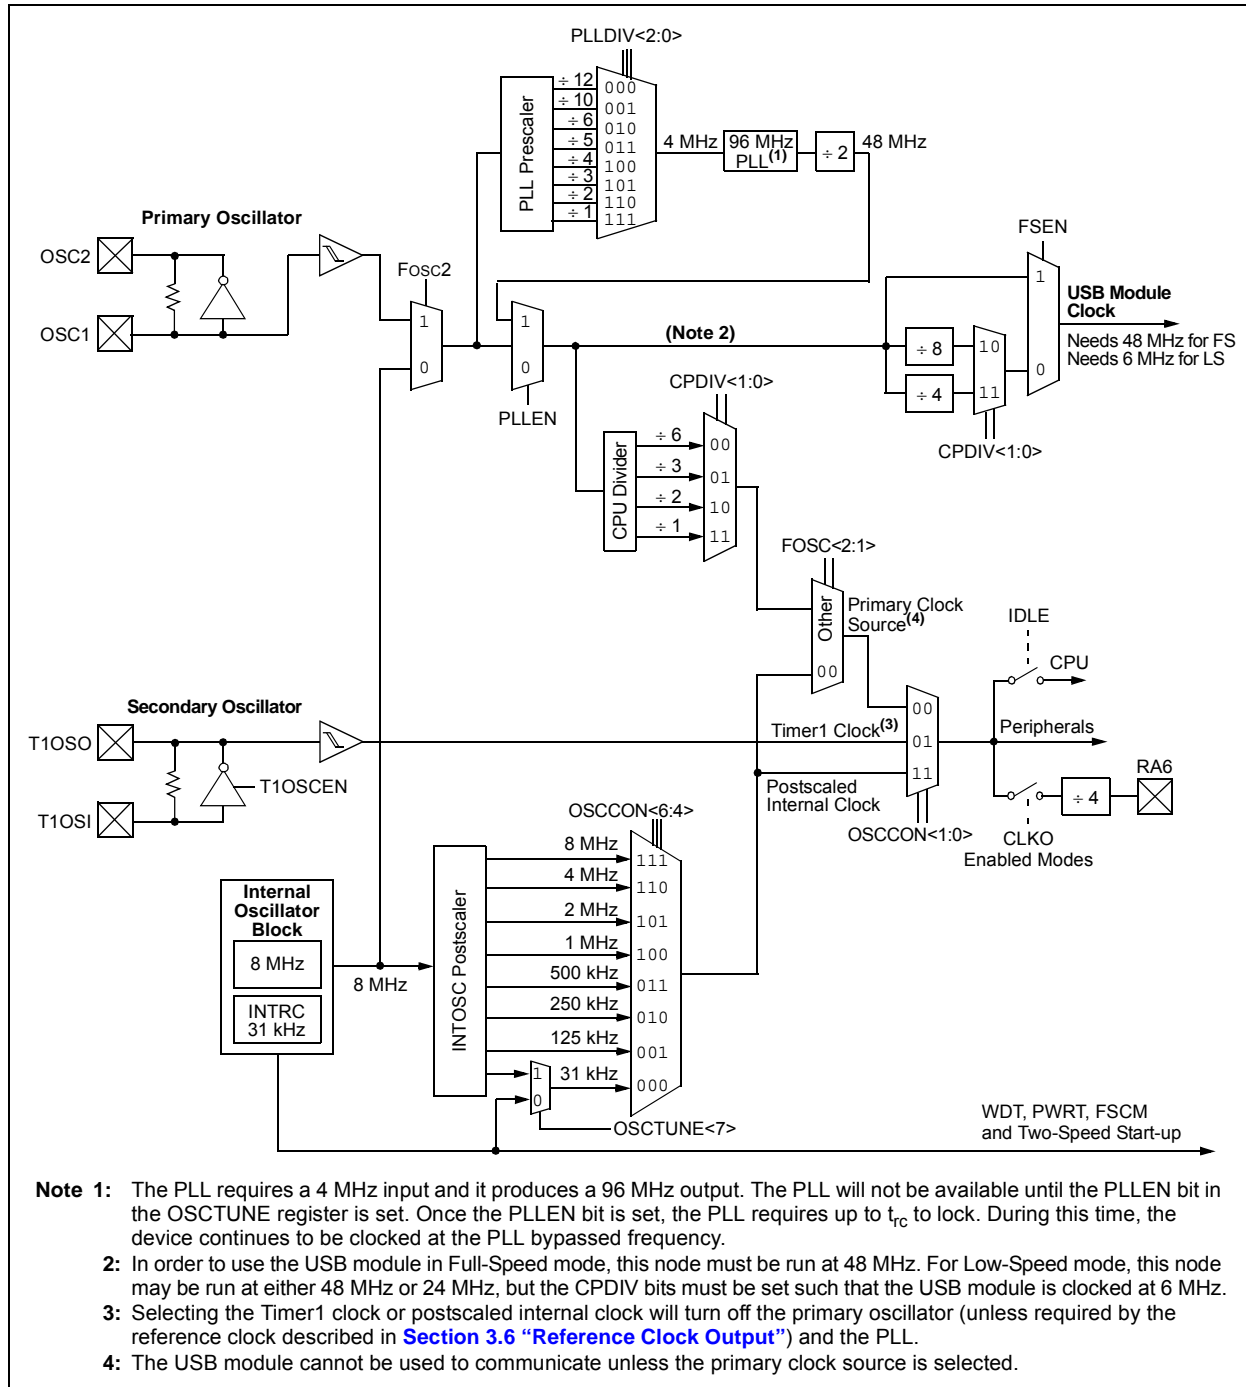 PLLDIV<2:0>
PLL Prescaler
÷ 12
÷ 10
÷ 6
÷ 5
÷ 4
÷ 3
÷ 2
÷ 1
000
001
010
011
100
101
110
111
4 MHz
96 MHz
PLL(1)
÷ 2
48 MHz
Primary Oscillator
OSC2
OSC1
FOSC2
1
0
1
0
PLLEN
(Note 2)
FSEN
1
0
USB Module
Clock
Needs 48 MHz for FS
Needs 6 MHz for LS
÷ 8
÷ 4
10
11
CPDIV<1:0>
CPDIV<1:0>
CPU Divider
÷ 6
÷ 3
÷ 2
÷ 1
00
01
10
11
FOSC<2:1>
Other
00
Primary Clock
Source(4)
IDLE
CPU
Secondary Oscillator
T1OSO
T1OSI
T1OSCEN
Timer1 Clock(3)
00
01
11
Postscaled
Internal Clock
OSCCON<1:0>
Peripherals
RA6
÷ 4
CLKO
Enabled Modes
OSCCON<6:4>
Internal
Oscillator
Block
8 MHz
INTRC
31 kHz
8 MHz
INTOSC Postscaler
8 MHz
4 MHz
2 MHz
1 MHz
500 kHz
250 kHz
125 kHz
31 kHz
111
110
101
100
011
010
001
000
1
0
OSCTUNE<7>
WDT, PWRT, FSCM
and Two-Speed Start-up
Note 1: The PLL requires a 4 MHz input and it produces a 96 MHz output. The PLL will not be available until the PLLEN bit in
the OSCTUNE register is set. Once the PLLEN bit is set, the PLL requires up to trc to lock. During this time, the
device continues to be clocked at the PLL bypassed frequency.
2: In order to use the USB module in Full-Speed mode, this node must be run at 48 MHz. For Low-Speed mode, this node
may be run at either 48 MHz or 24 MHz, but the CPDIV bits must be set such that the USB module is clocked at 6 MHz.
3: Selecting the Timer1 clock or postscaled internal clock will turn off the primary oscillator (unless required by the
reference clock described in Section 3.6 “Reference Clock Output”) and the PLL.
4: The USB module cannot be used to communicate unless the primary clock source is selected.